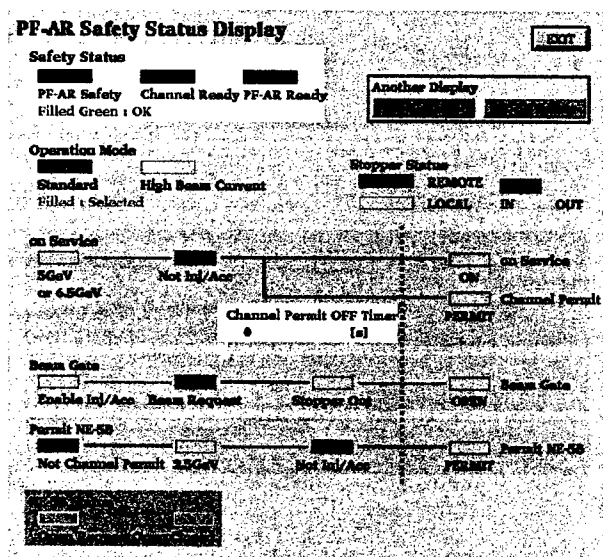 PF-AR Safety Status Display
EXIT
Safety Status
PF-AR Safety Channel Ready PF-AR Ready
Filled Green : OK
Another Display
Operation Mode
Standard High Beam Current
Filled : Selected
Stopper Status
REMOTE
LOCAL IN OUT
on Service
5GeV
or 6.5GeV
Not Inj/Acc
ON
on Service
Channel Permit
PERMIT
Channel Permit OFF Timer
[s]
Beam Gate
Enable Inj/Acc Beam Request Stopper Out OPEN Beam Gate
Permit NE-5B
Not Channel Permit 2.5GeV Not Inj/Acc PERMIT Permit NE-5B